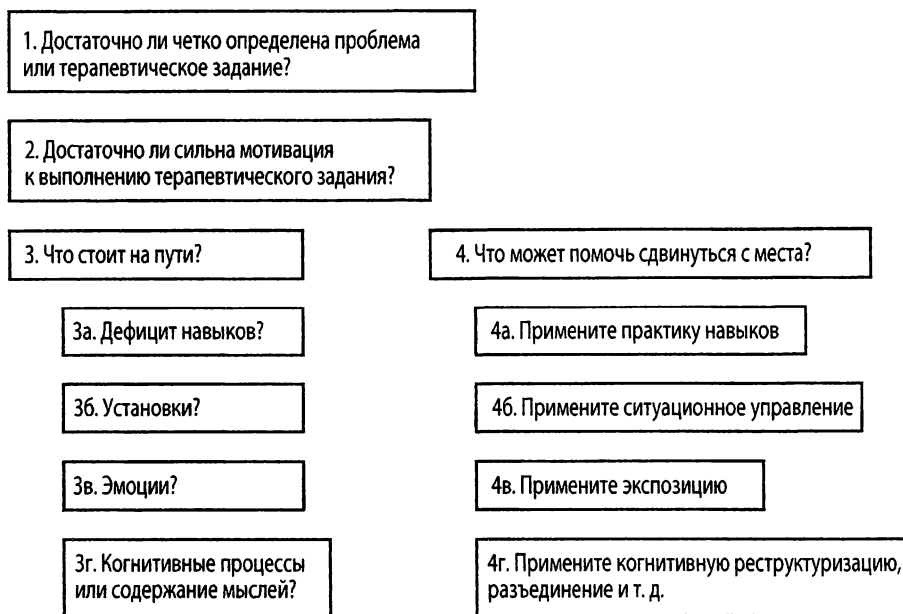 1. Достаточно ли четко определена проблема
или терапевтическое задание?
2. Достаточно ли сильна мотивация
к выполнению терапевтического задания?
3. Что стоит на пути?
4. Что может помочь сдвинуться с места?
3а. Дефицит навыков?
4а. Примените практику навыков
3б. Установки?
4б. Примените ситуационное управление
3в. Эмоции?
4в. Примените экспозицию
3г. Когнитивные процессы
или содержание мыслей?
4г. Примените когнитивную реструктуризацию,
разъединение и т. д.